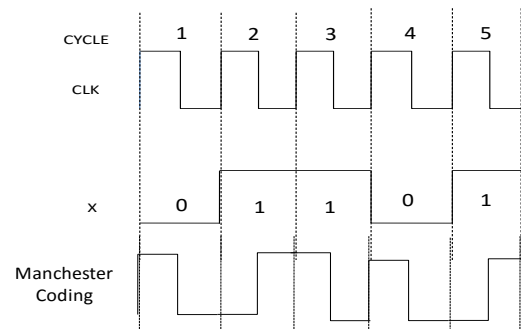 CYCLE 1 2 3 4 5
CLK
x 0 1 1 0 1
Manchester
Coding